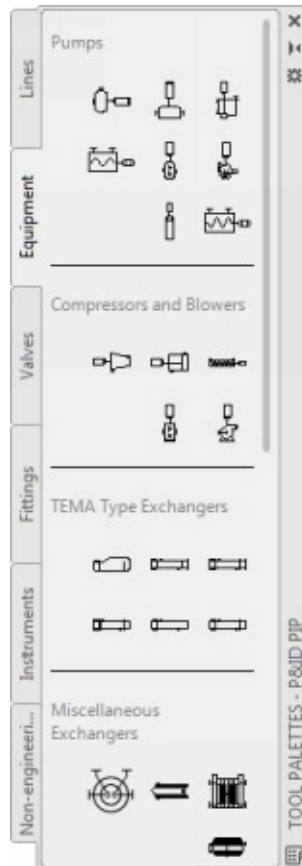 Lines
Equipment
Valves
Fittings
Instruments
Non-engineeri...
Pumps
Compressors and Blowers
TEMA Type Exchangers
Miscellaneous
Exchangers
TOOL PALETTES - P&ID PIP